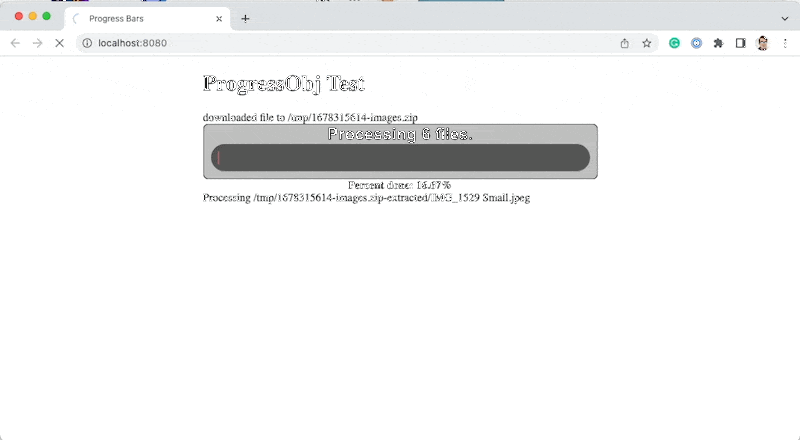 Progress Bars
localhost:8080
ProgressObj Test
downloaded file to /tmp/1678315614-images.zip
Processing 6 files.
Percent done: 16.67%
Processing /tmp/1678315614-images.zip-extracted/IMG_1529 Small.jpeg